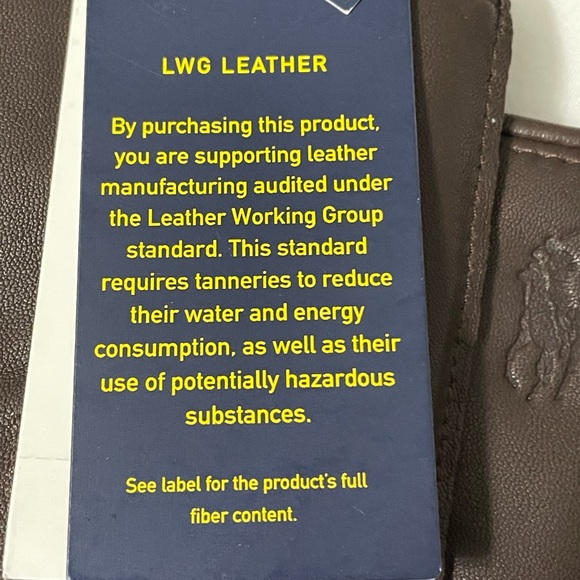 LWG LEATHER
By purchasing this product,
you are supporting leather
manufacturing audited under
the Leather Working Group
standard. This standard
requires tanneries to reduce
their water and energy
consumption, as well as their
use of potentially hazardous
substances.
See label for the product's full
fiber content.